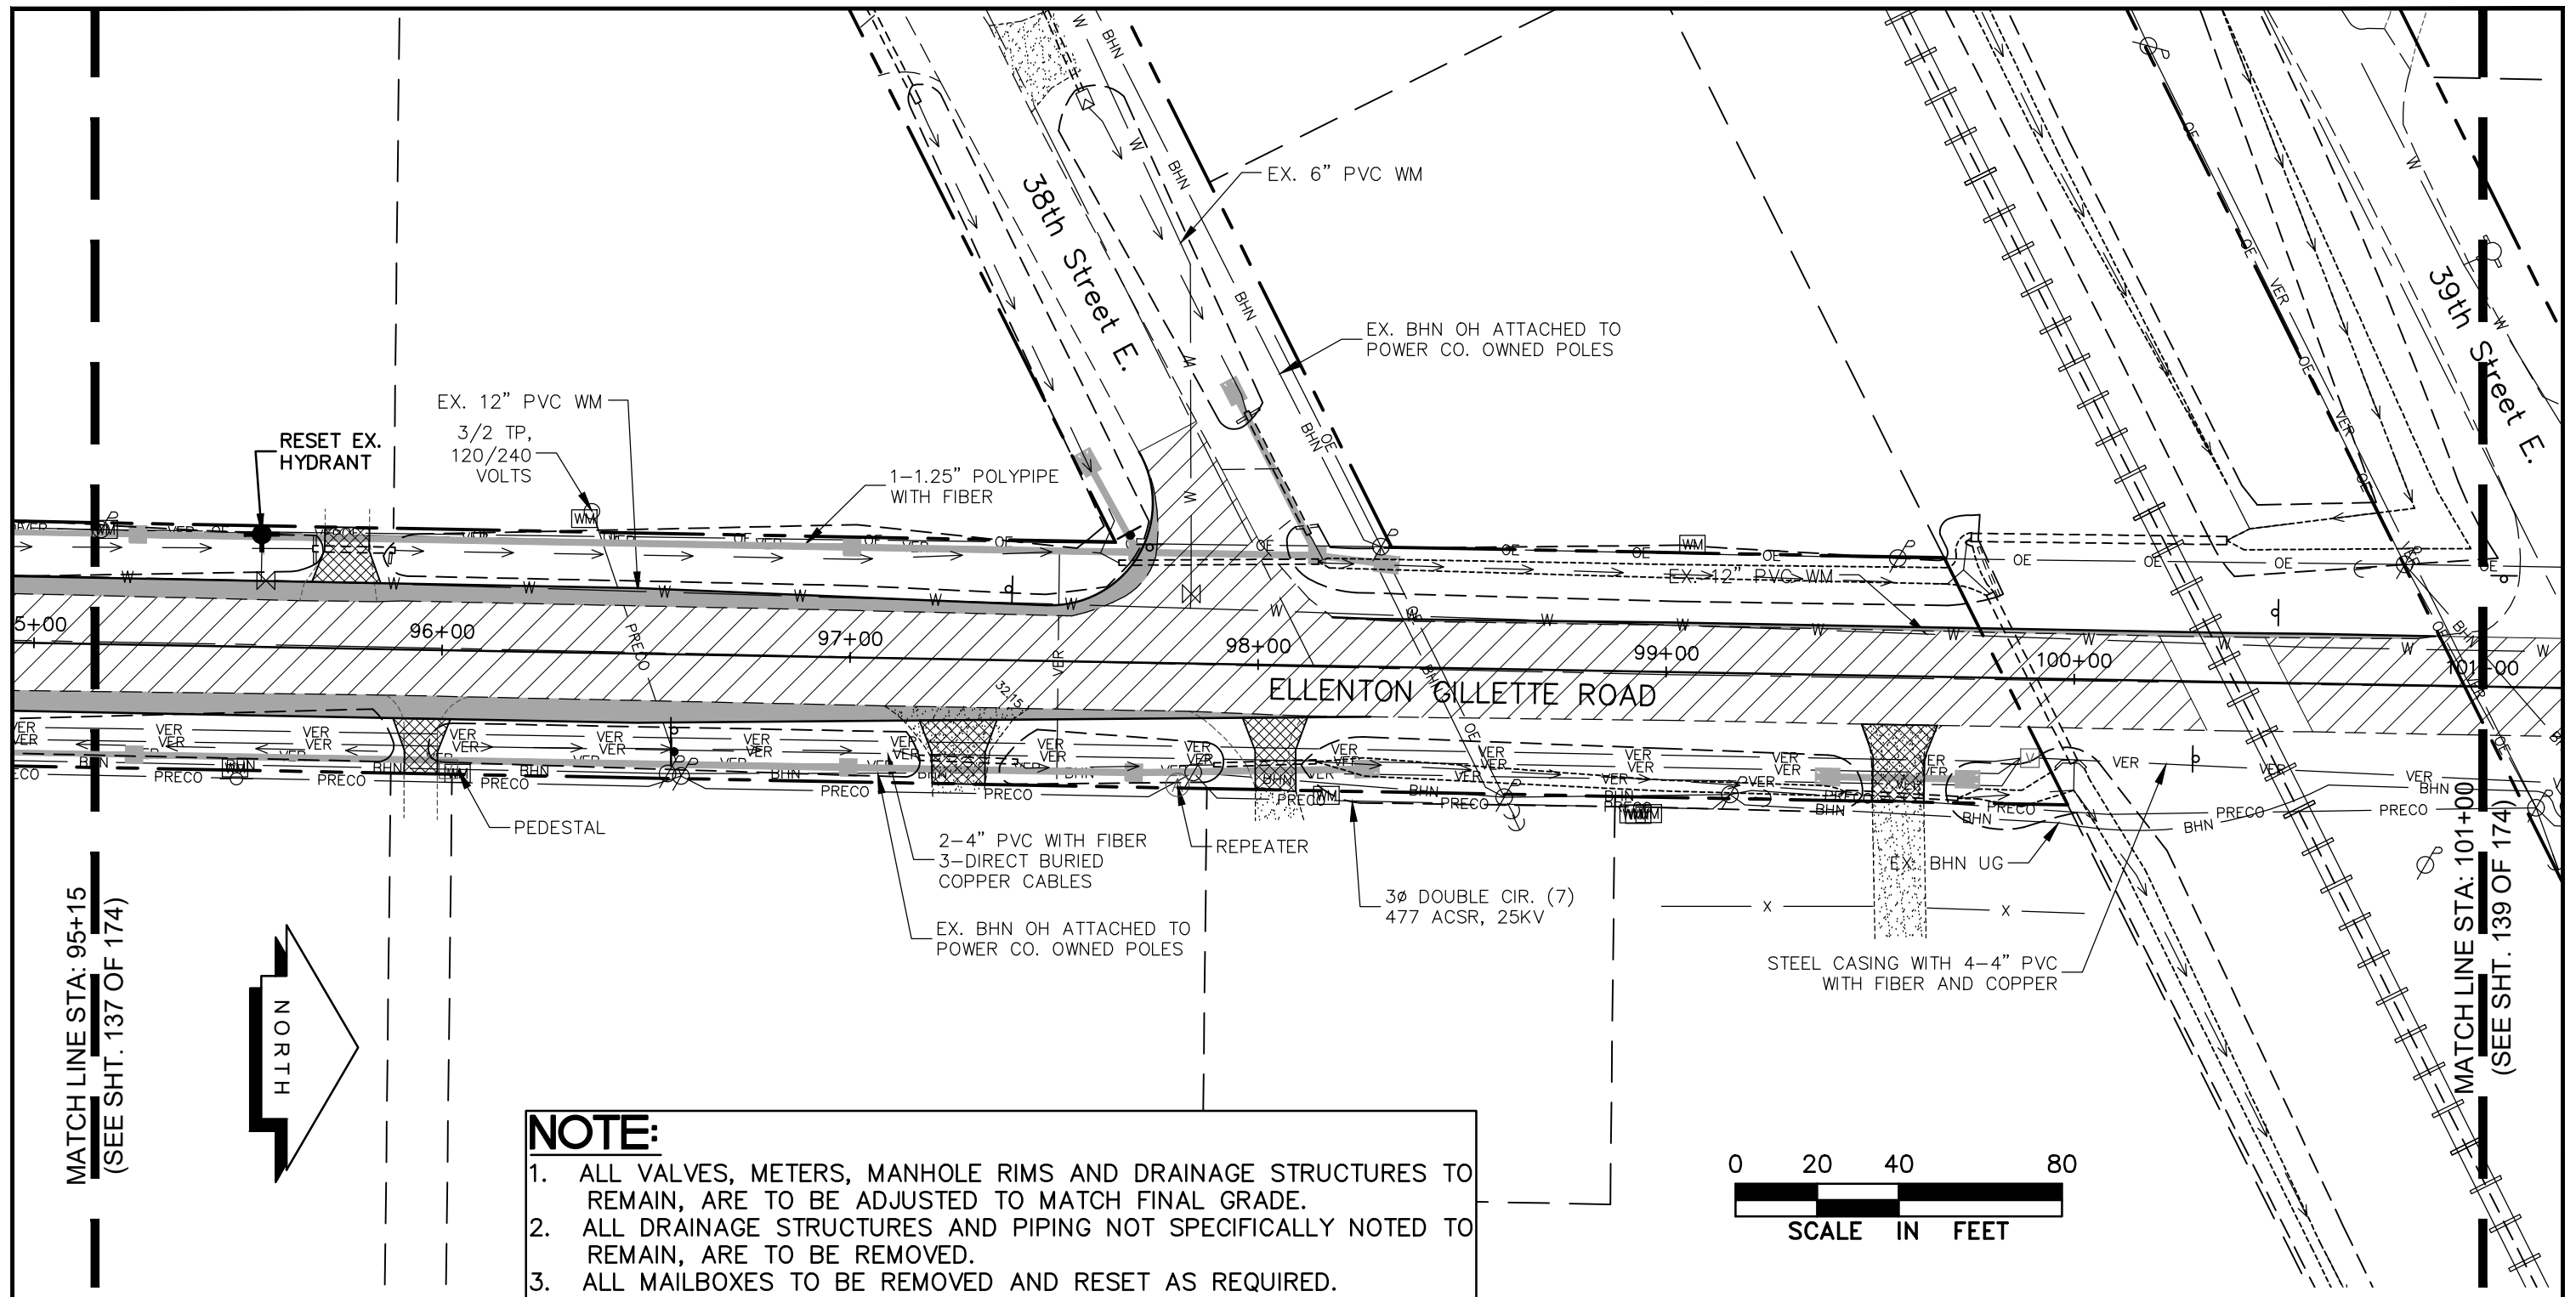 38th Street E.
39th Street E.
EX. 6" PVC WM
EX. BHN OH ATTACHED TO
POWER CO. OWNED POLES
EX. 12" PVC WM
3/2 TP,
120/240
VOLTS
RESET EX.
HYDRANT
1-1.25" POLYPIPE
WITH FIBER
EX. 12" PVC WM
5+00
96+00
97+00
98+00
99+00
100+00
101+00
ELLENTON GILLETTE ROAD
3215
PEDESTAL
2-4" PVC WITH FIBER
3-DIRECT BURIED
COPPER CABLES
EX. BHN OH ATTACHED TO
POWER CO. OWNED POLES
REPEATER
3ø DOUBLE CIR. (7)
477 ACSR, 25KV
EX. BHN UG
STEEL CASING WITH 4-4" PVC
WITH FIBER AND COPPER
MATCH LINE STA: 95+15
(SEE SHT. 137 OF 174)
MATCH LINE STA: 101+00
(SEE SHT. 139 OF 174)
NORTH
NOTE:
1. ALL VALVES, METERS, MANHOLE RIMS AND DRAINAGE STRUCTURES TO
REMAIN, ARE TO BE ADJUSTED TO MATCH FINAL GRADE.
2. ALL DRAINAGE STRUCTURES AND PIPING NOT SPECIFICALLY NOTED TO
REMAIN, ARE TO BE REMOVED.
3. ALL MAILBOXES TO BE REMOVED AND RESET AS REQUIRED.
0 20 40 80
SCALE IN FEET